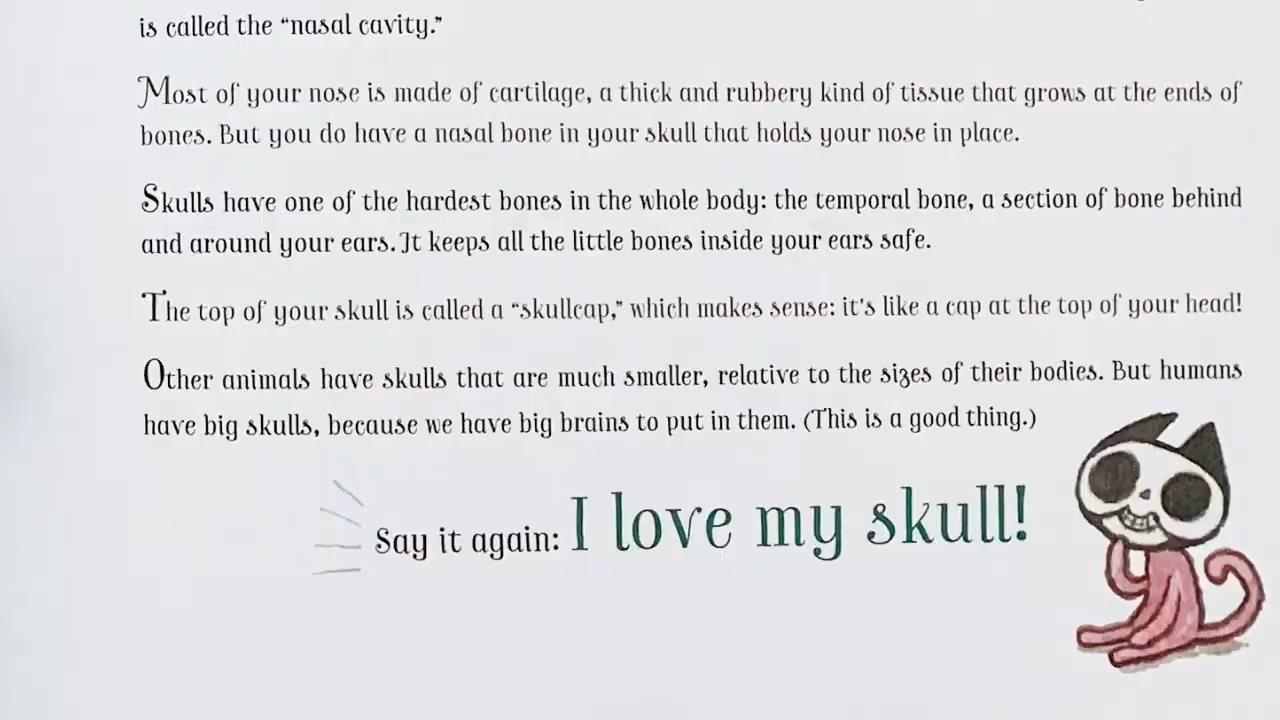 is called the “nasal cavity.”
Most of your nose is made of cartilage, a thick and rubbery kind of tissue that grows at the ends of
bones. But you do have a nasal bone in your skull that holds your nose in place.
Skulls have one of the hardest bones in the whole body: the temporal bone, a section of bone behind
and around your ears. It keeps all the little bones inside your ears safe.
The top of your skull is called a “skullcap,” which makes sense: it's like a cap at the top of your head!
Other animals have skulls that are much smaller, relative to the sizes of their bodies. But humans
have big skulls, because we have big brains to put in them. (This is a good thing.)
Say it again: I love my skull!